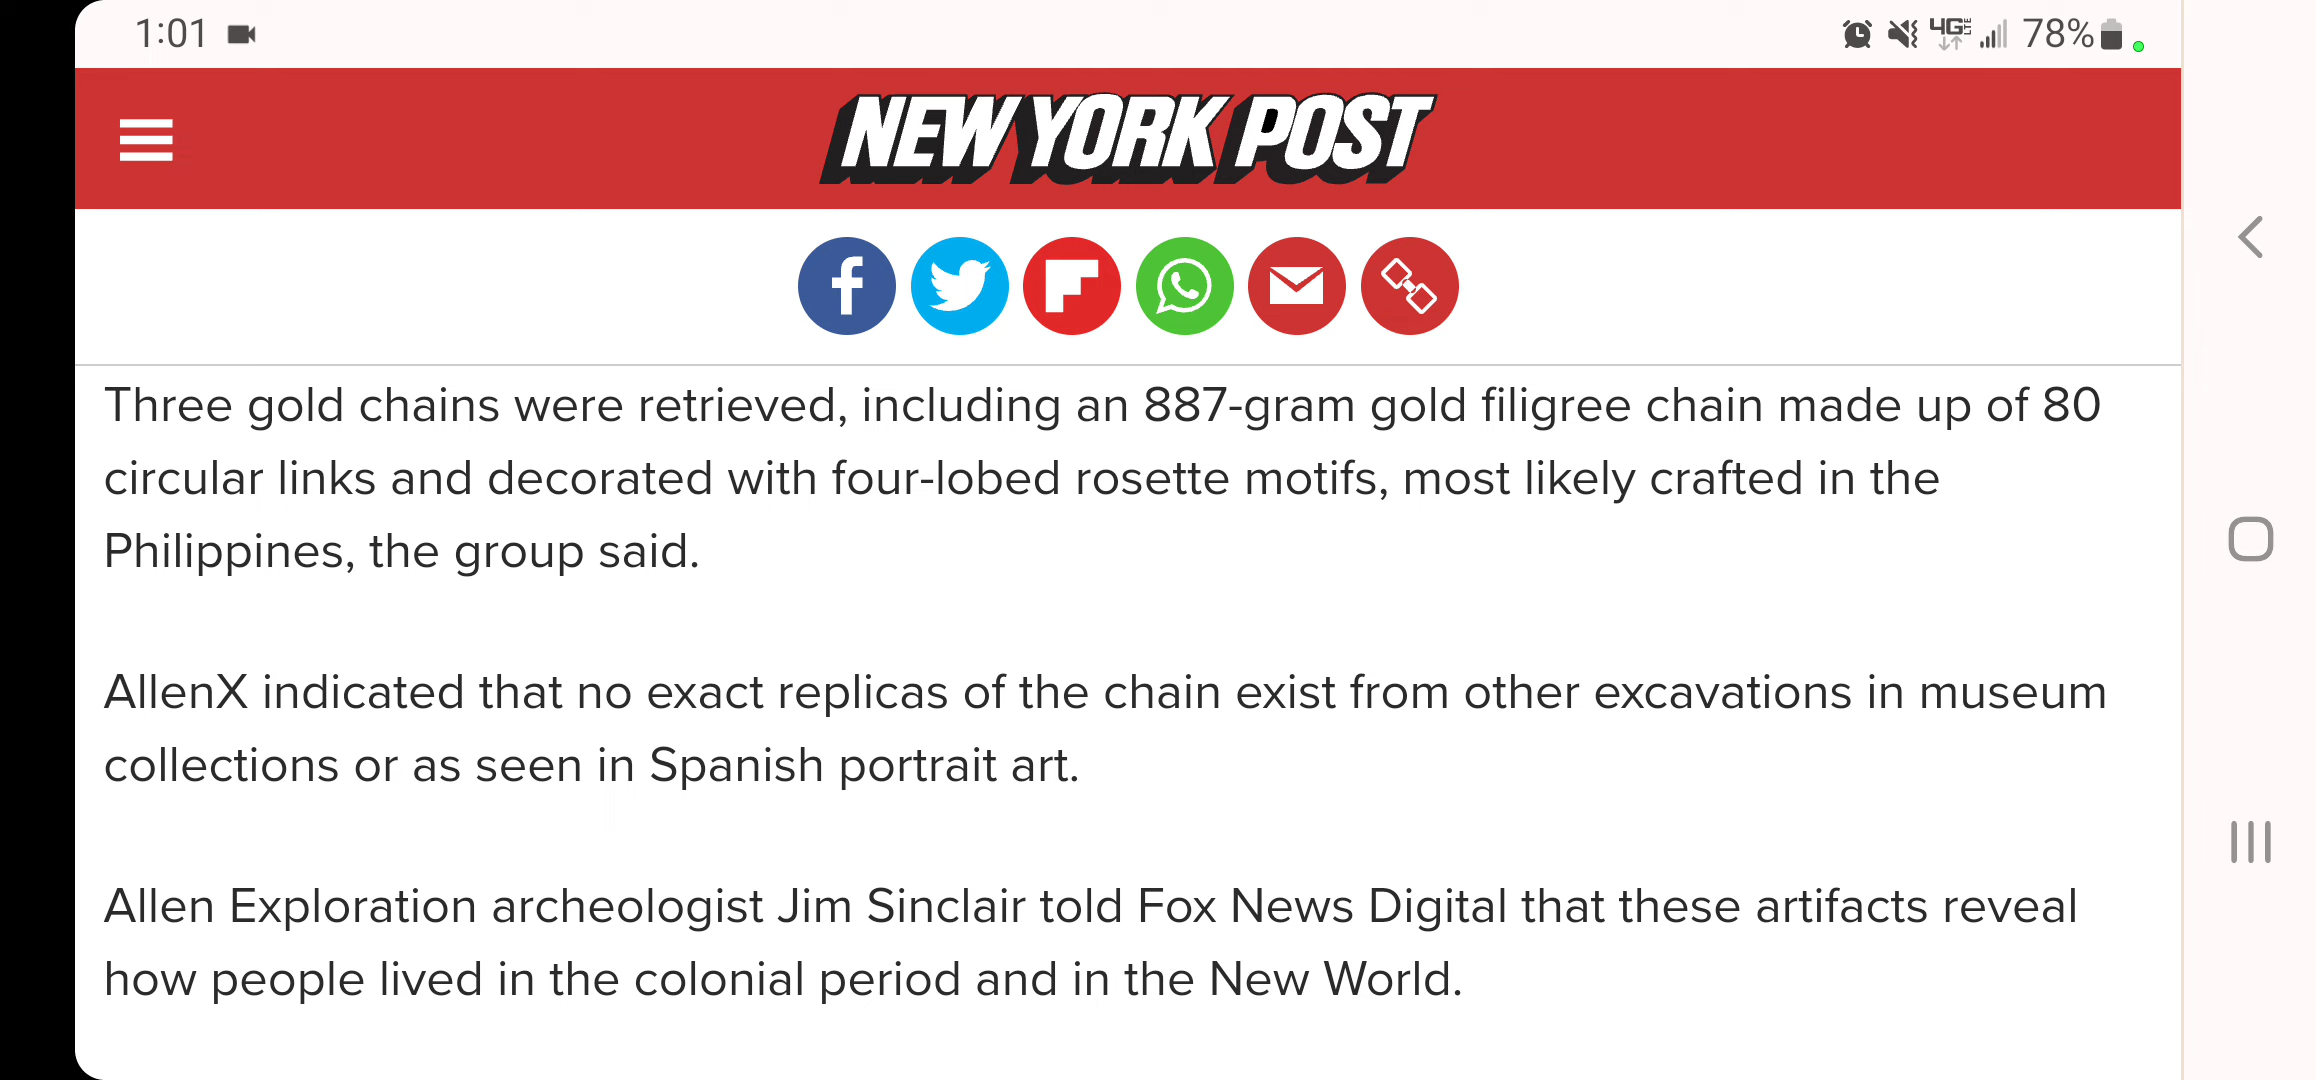 1:01
4G LTE 78%
NEW YORK POST
Three gold chains were retrieved, including an 887-gram gold filigree chain made up of 80
circular links and decorated with four-lobed rosette motifs, most likely crafted in the
Philippines, the group said.
AllenX indicated that no exact replicas of the chain exist from other excavations in museum
collections or as seen in Spanish portrait art.
Allen Exploration archeologist Jim Sinclair told Fox News Digital that these artifacts reveal
how people lived in the colonial period and in the New World.